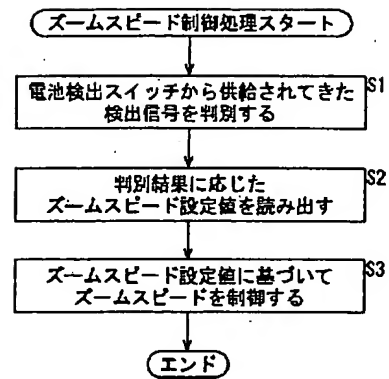 ズームスピード制御処理スタート
S1
電池検出スイッチから供給されてきた
検出信号を判別する
S2
判別結果に応じた
ズームスピード設定値を読み出す
S3
ズームスピード設定値に基づいて
ズームスピードを制御する
エンド